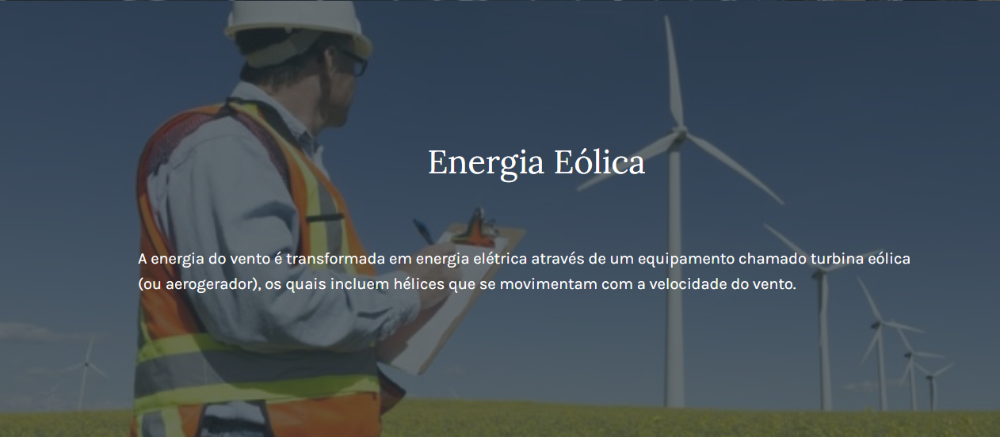 Energia Eólica
A energia do vento é transformada em energia elétrica através de um equipamento chamado turbina eólica
(ou aerogerador), os quais incluem hélices que se movimentam com a velocidade do vento.